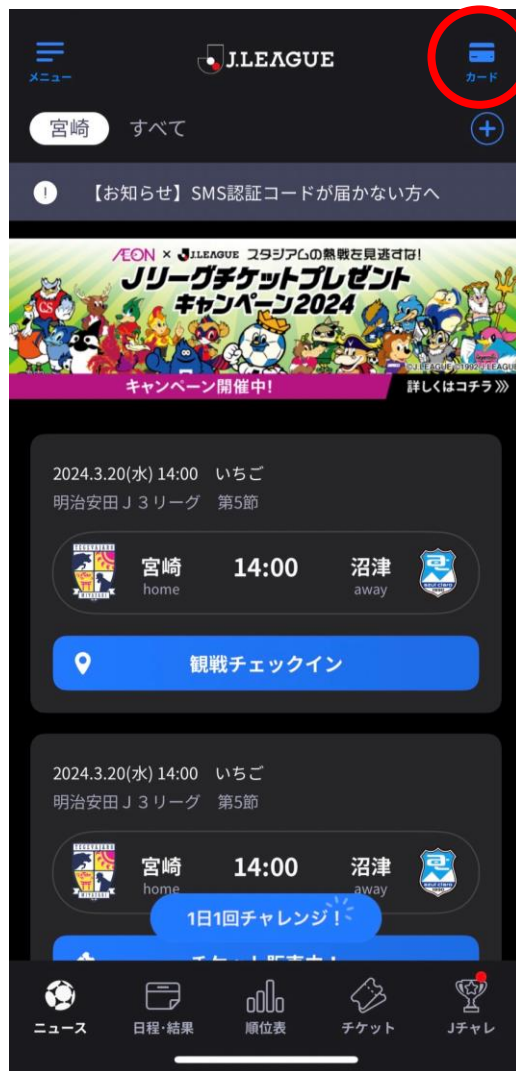 メニュー
J.LEAGUE
カード
宮崎 すべて
【お知らせ】SMS認証コードが届かない方へ
ÆON × J.LEAGUE スタジアムの熱戦を見逃すな!
Jリーグチケットプレゼント
キャンペーン2024
キャンペーン開催中!
詳しくはコチラ》
2024.3.20(水) 14:00 いちご
明治安田J3リーグ 第5節
宮崎 14:00 沼津
home away
観戦チェックイン
2024.3.20(水) 14:00 いちご
明治安田J3リーグ 第5節
宮崎 14:00 沼津
home away
1日1回チャレンジ!
ニュース 日程・結果 順位表 チケット Jチャレ